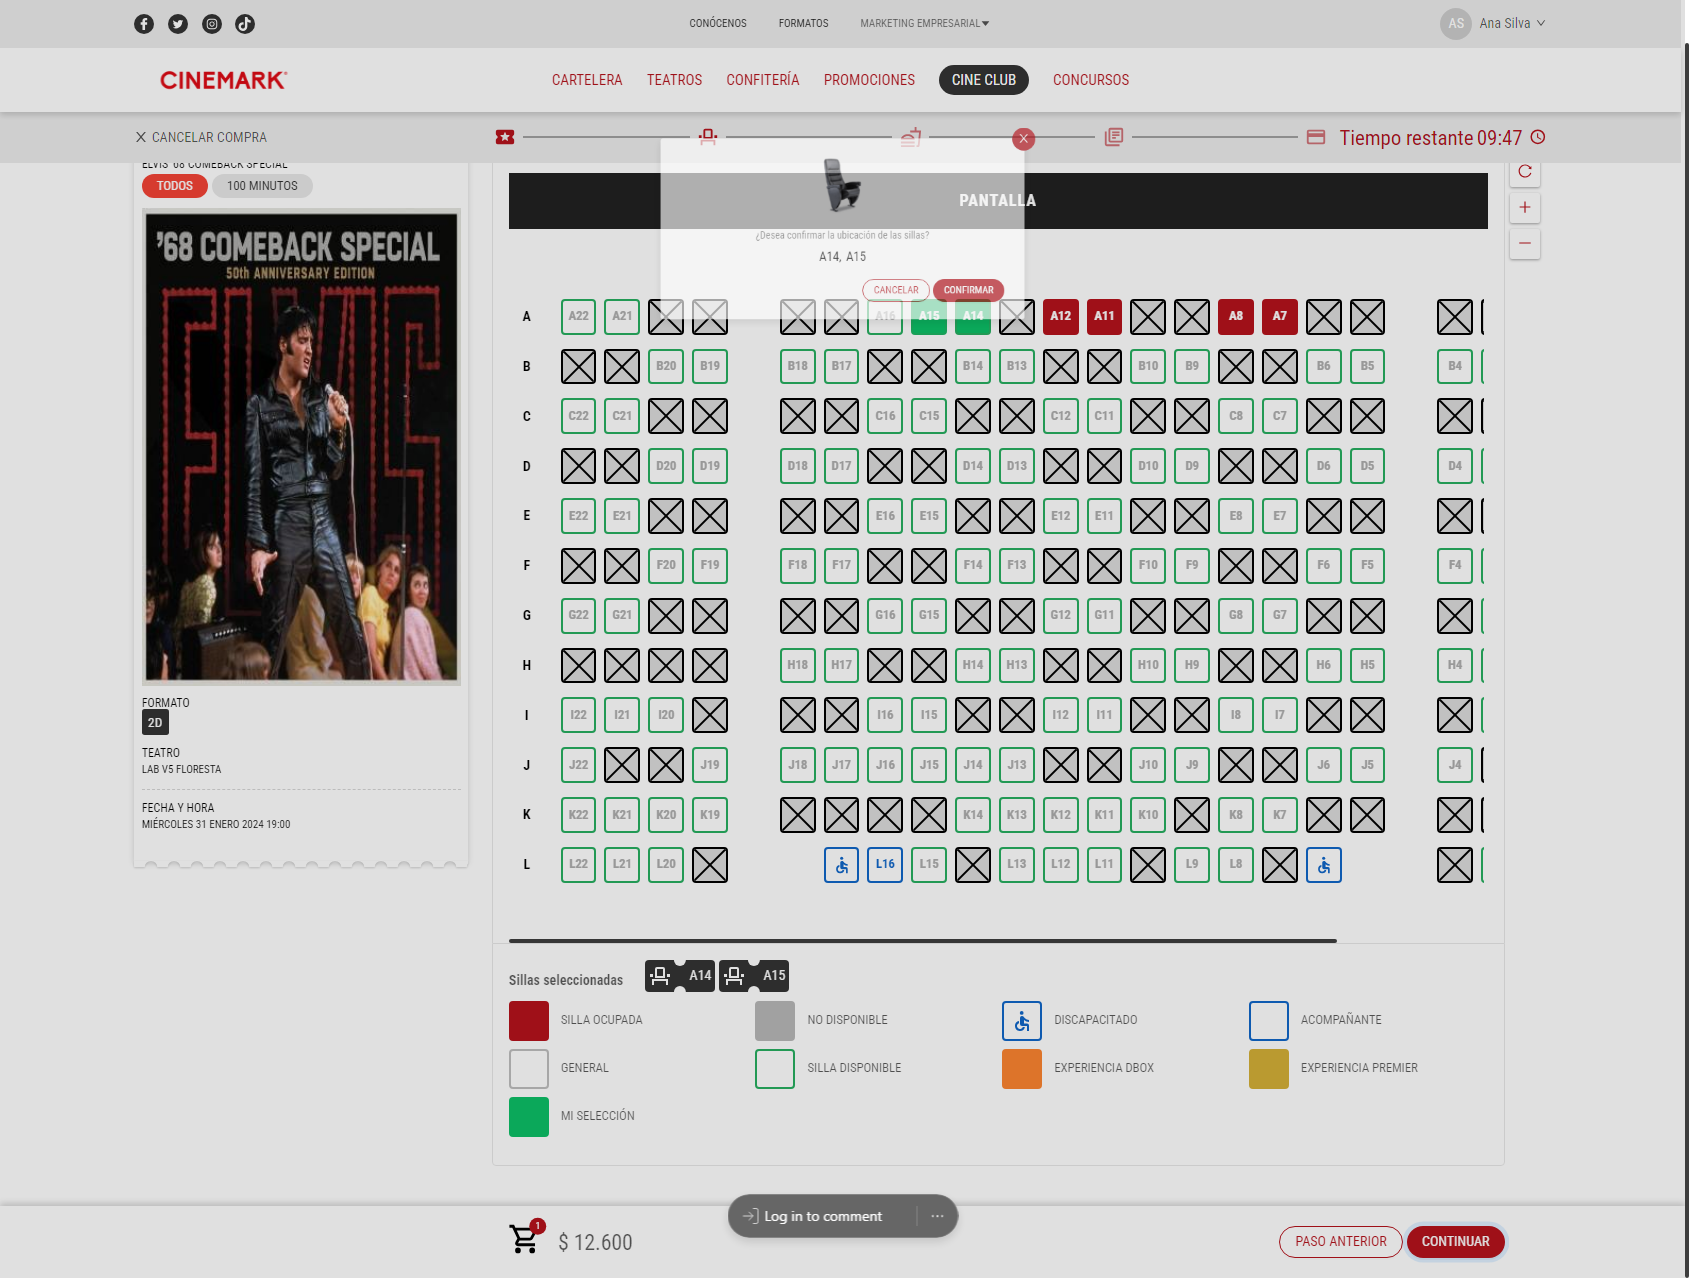 CONÓCENOS FORMATOS MARKETING EMPRESARIAL
AS Ana Silva
CINEMARK
CARTELERA TEATROS CONFITERÍA PROMOCIONES CINE CLUB CONCURSOS
CANCELAR COMPRA
Tiempo restante 09:47
ELVIS '68 COMEBACK SPECIAL
TODOS 100 MINUTOS
'68 COMEBACK SPECIAL
50th ANNIVERSARY EDITION
ELVIS
FORMATO
2D
TEATRO
LAB V5 FLORESTA
FECHA Y HORA
MIÉRCOLES 31 ENERO 2024 19:00
PANTALLA
¿Desea confirmar la ubicación de las sillas?
A14, A15
CANCELAR CONFIRMAR
A A22 A21 A16 A15 A14 A12 A11 A8 A7
B B20 B19 B18 B17 B14 B13 B10 B9 B6 B5 B4
C C22 C21 C16 C15 C12 C11 C8 C7
D D20 D19 D18 D17 D14 D13 D10 D9 D6 D5 D4
E E22 E21 E16 E15 E12 E11 E8 E7
F F20 F19 F18 F17 F14 F13 F10 F9 F6 F5 F4
G G22 G21 G16 G15 G12 G11 G8 G7
H H18 H17 H14 H13 H10 H9 H6 H5 H4
I I22 I21 I20 I16 I15 I12 I11 I8 I7
J J22 J19 J18 J17 J16 J15 J14 J13 J10 J9 J6 J5 J4
K K22 K21 K20 K19 K14 K13 K12 K11 K10 K8 K7
L L22 L21 L20 L16 L15 L13 L12 L11 L9 L8
Sillas seleccionadas A14 A15
SILLA OCUPADA NO DISPONIBLE DISCAPACITADO ACOMPAÑANTE
GENERAL SILLA DISPONIBLE EXPERIENCIA DBOX EXPERIENCIA PREMIER
MI SELECCIÓN
1 $ 12.600
Log in to comment
PASO ANTERIOR CONTINUAR